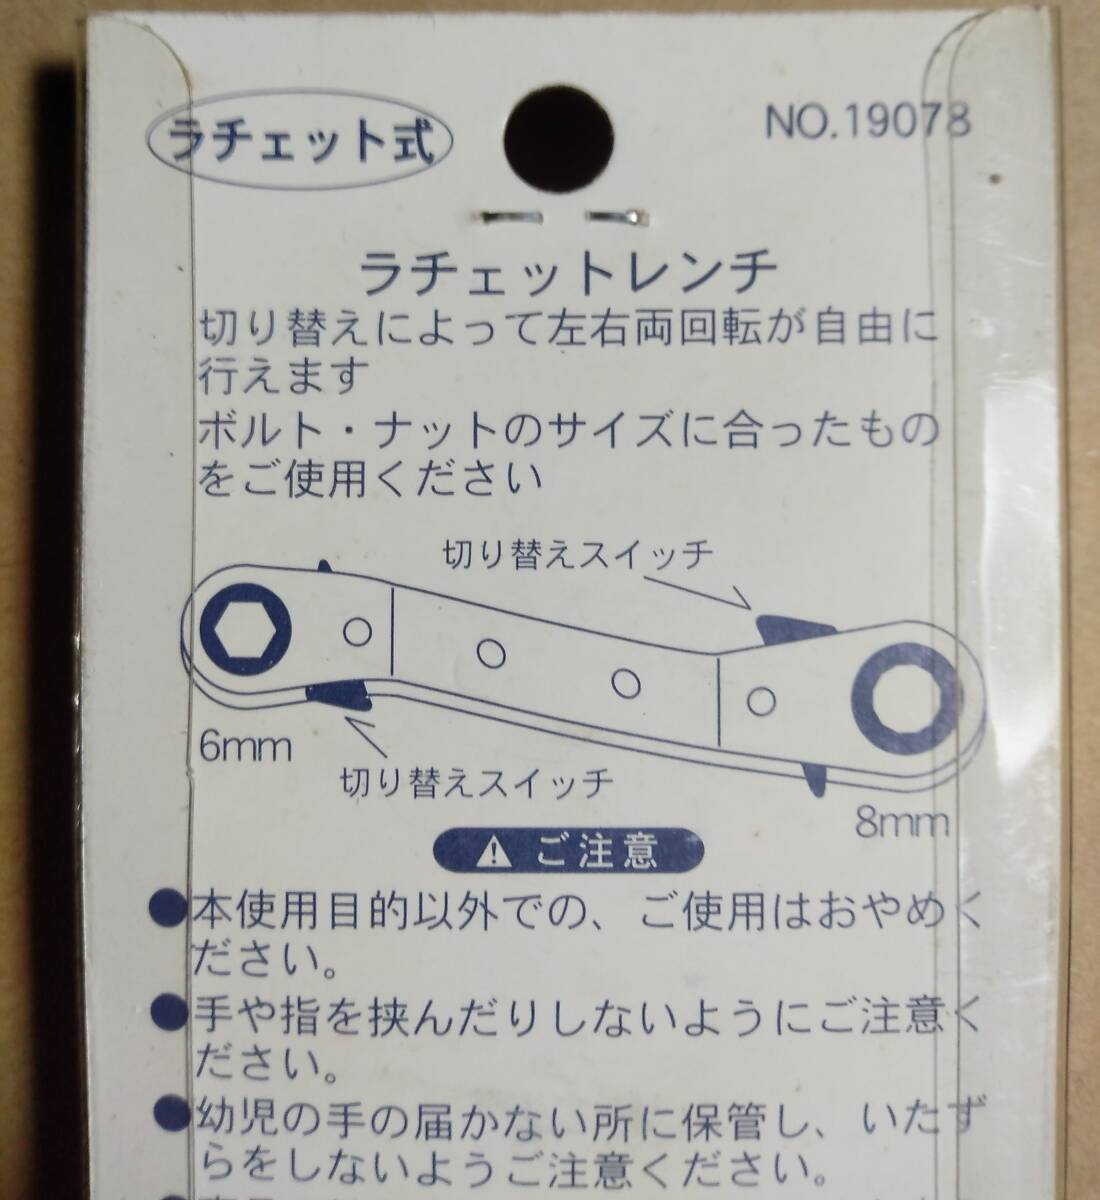 ラチェット式
NO.19078
ラチェットレンチ
切り替えによって左右両回転が自由に
行えます
ボルト・ナットのサイズに合ったもの
をご使用ください
切り替えスイッチ
6mm
切り替えスイッチ
8mm
ご注意
●本使用目的以外での、ご使用はおやめく
ださい。
●手や指を挟んだりしないようにご注意く
ださい。
●幼児の手の届かない所に保管し、いたず
らをしないようご注意ください。